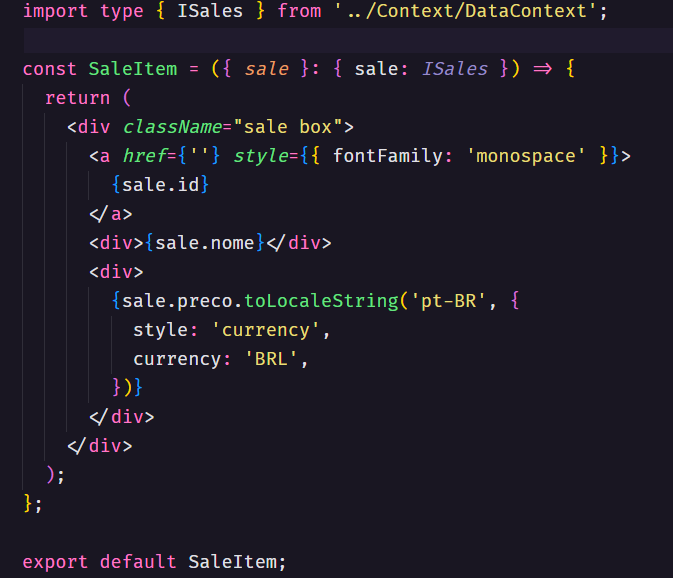 import type { ISales } from '../Context/DataContext';
const SaleItem = ({ sale }: { sale: ISales }) => {
  return (
    <div className="sale box">
      <a href={''} style={{ fontFamily: 'monospace' }}>
        {sale.id}
      </a>
      <div>{sale.nome}</div>
      <div>
        {sale.preco.toLocaleString('pt-BR', {
          style: 'currency',
          currency: 'BRL',
        })}
      </div>
    </div>
  );
};
export default SaleItem;